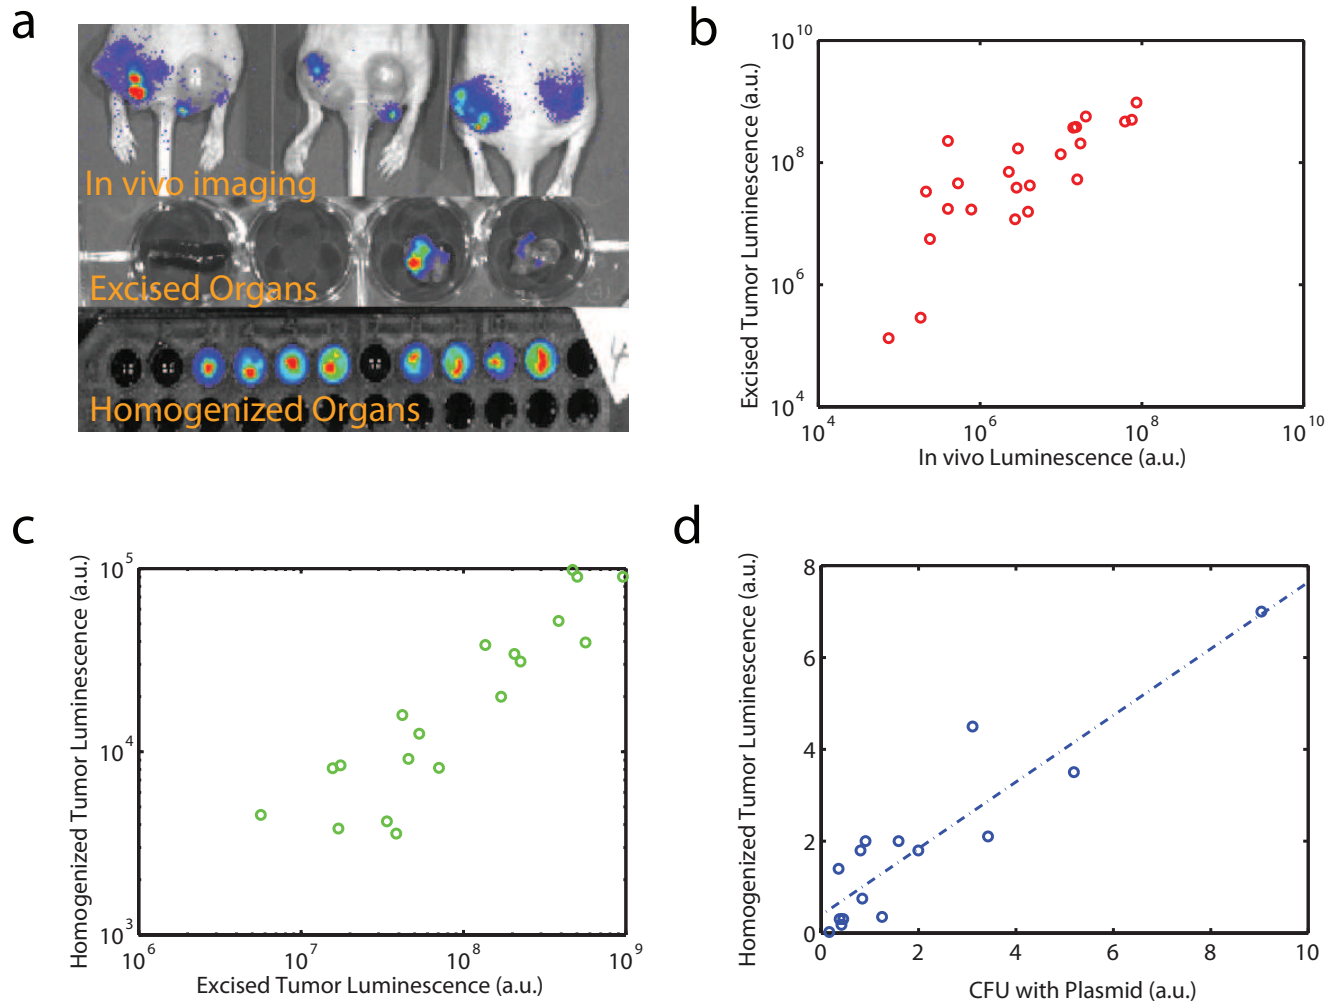 a
In vivo imaging
Excised Organs
Homogenized Organs
b
Excised Tumor Luminescence (a.u.)
10^10
10^8
10^6
10^4
10^4 10^6 10^8 10^10
In vivo Luminescence (a.u.)
c
Homogenized Tumor Luminescence (a.u.)
10^5
10^4
10^3
10^6 10^7 10^8 10^9
Excised Tumor Luminescence (a.u.)
d
Homogenized Tumor Luminescence (a.u.)
8
6
4
2
0
0 2 4 6 8 10
CFU with Plasmid (a.u.)